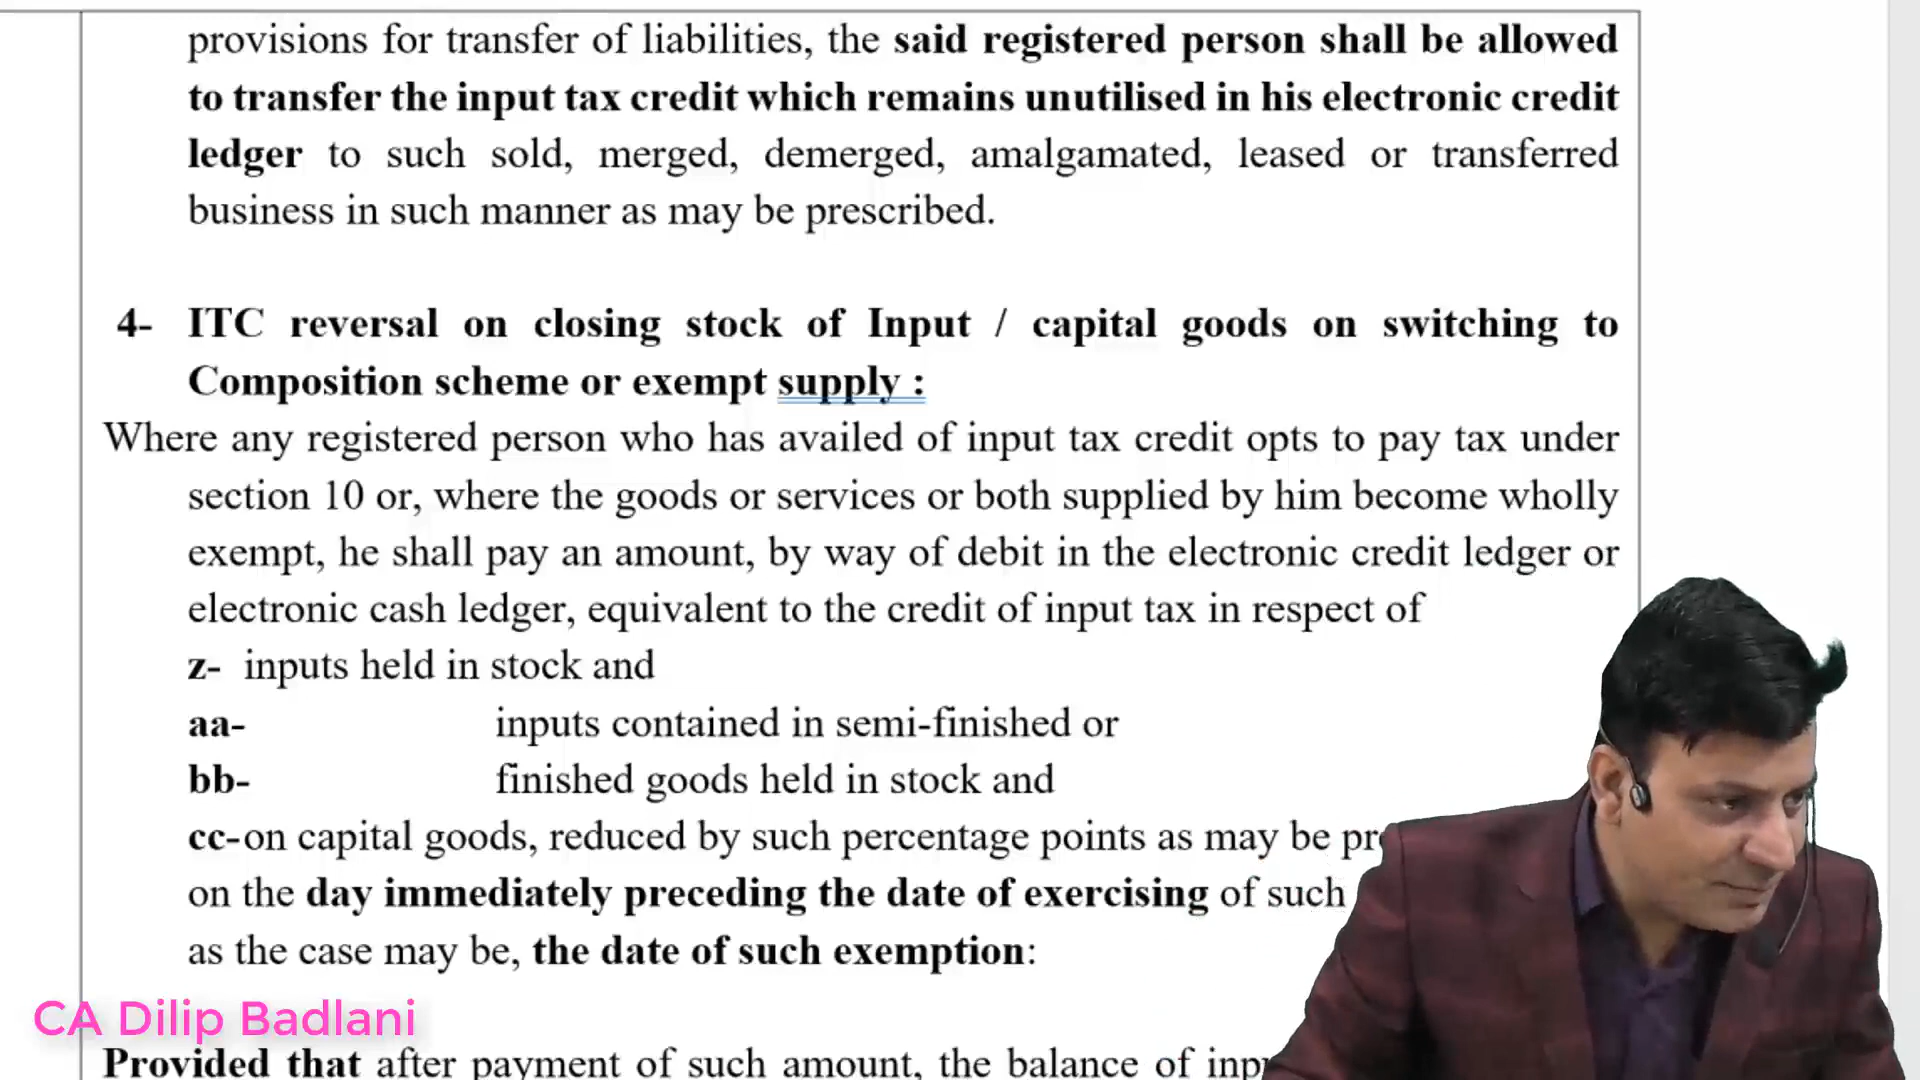 provisions for transfer of liabilities, the said registered person shall be allowed
to transfer the input tax credit which remains unutilised in his electronic credit
ledger to such sold, merged, demerged, amalgamated, leased or transferred
business in such manner as may be prescribed.
4- ITC reversal on closing stock of Input / capital goods on switching to
Composition scheme or exempt supply :
Where any registered person who has availed of input tax credit opts to pay tax under
section 10 or, where the goods or services or both supplied by him become wholly
exempt, he shall pay an amount, by way of debit in the electronic credit ledger or
electronic cash ledger, equivalent to the credit of input tax in respect of
z- inputs held in stock and
aa- inputs contained in semi-finished or
bb- finished goods held in stock and
cc-on capital goods, reduced by such percentage points as may be
on the day immediately preceding the date of exercising of such
as the case may be, the date of such exemption:
CA Dilip Badlani
Provided that after payment of such amount, the balance of